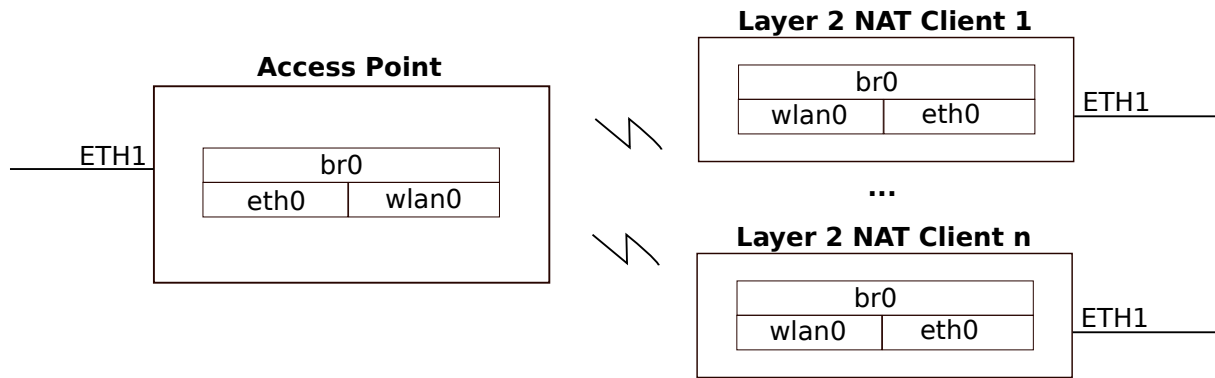 Access Point
ETH1
br0
eth0 wlan0
Layer 2 NAT Client 1
br0
wlan0 eth0
ETH1
...
Layer 2 NAT Client n
br0
wlan0 eth0
ETH1